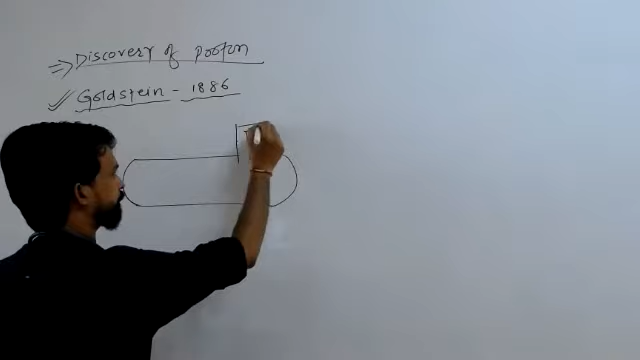 ⇒ Discovery of Proton
✓ Goldstein - 1886